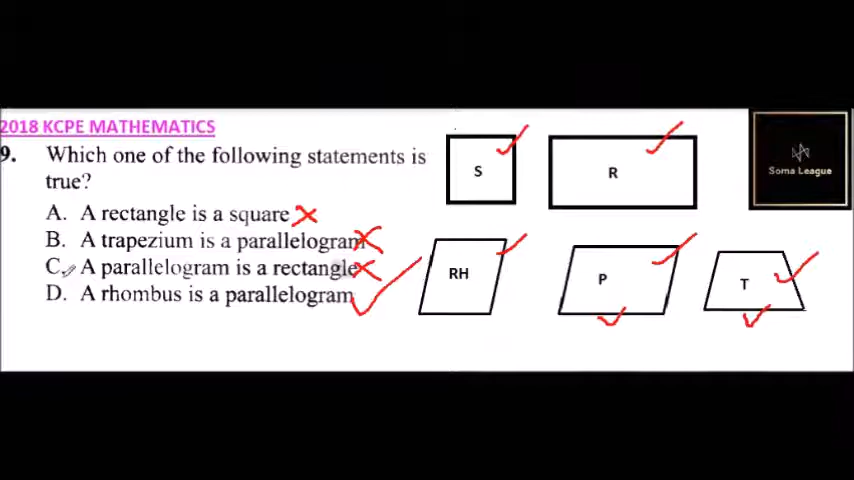 2018 KCPE MATHEMATICS
9. Which one of the following statements is
true?
A. A rectangle is a square
B. A trapezium is a parallelogram
C. A parallelogram is a rectangle
D. A rhombus is a parallelogram
S
R
Soma League
RH
P
T